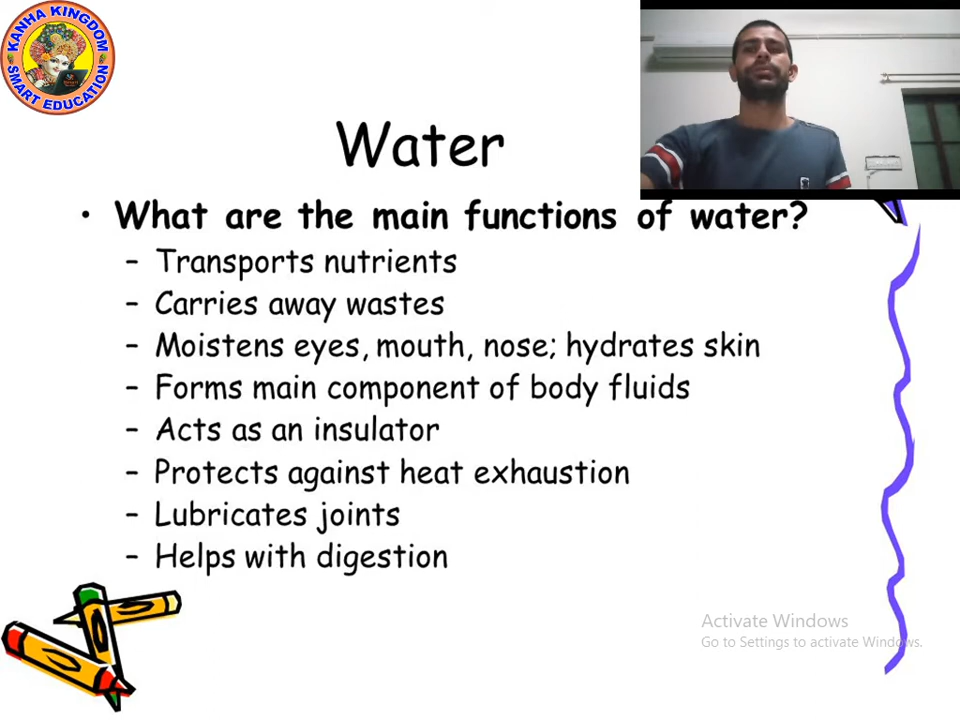 KANHA KINGDOM
SMART EDUCATION
Water
• What are the main functions of water?
– Transports nutrients
– Carries away wastes
– Moistens eyes, mouth, nose; hydrates skin
– Forms main component of body fluids
– Acts as an insulator
– Protects against heat exhaustion
– Lubricates joints
– Helps with digestion
Activate Windows
Go to Settings to activate Windows.